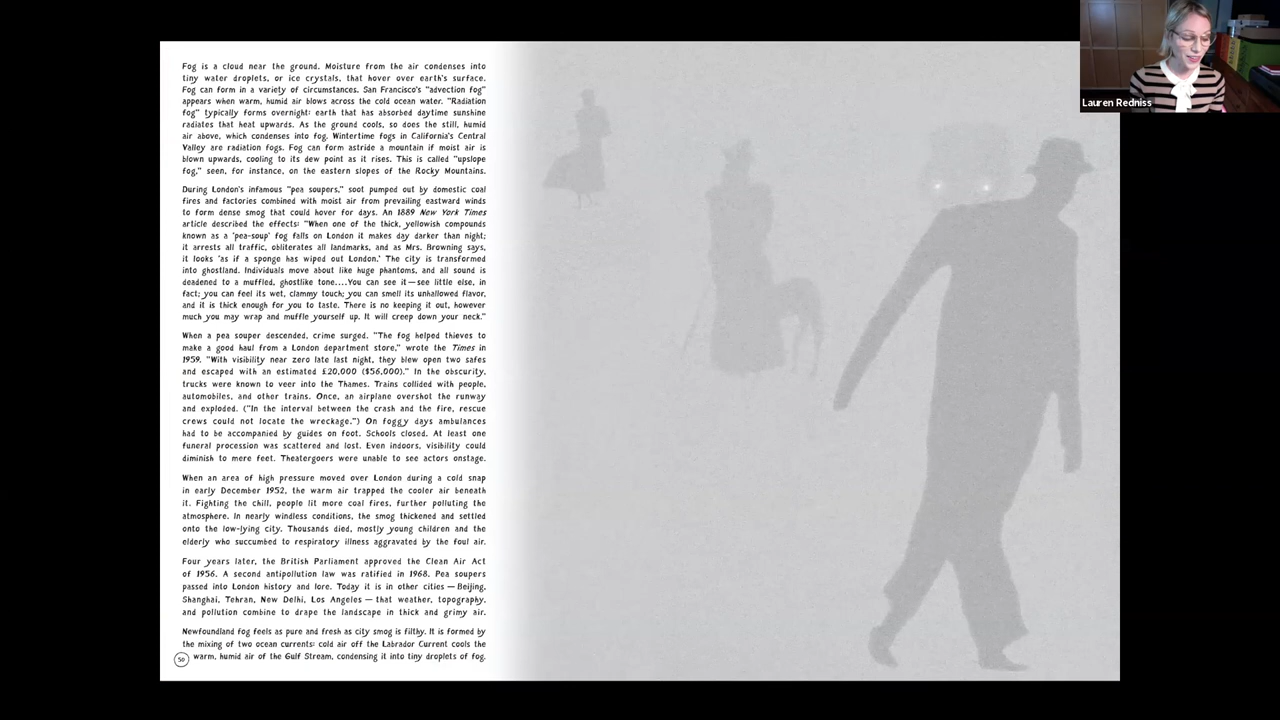 Fog is a cloud near the ground. Moisture from the air condenses into
tiny water droplets, or ice crystals, that hover over earth's surface.
Fog can form in a variety of circumstances. San Francisco's "advection fog"
appears when warm, humid air blows across the cold ocean water. "Radiation
fog" typically forms overnight: earth that has absorbed daytime sunshine
radiates that heat upwards. As the ground cools, so does the still, humid
air above, which condenses into fog. Wintertime fogs in California's Central
Valley are radiation fogs. Fog can form astride a mountain if moist air is
blown upwards, cooling to its dew point as it rises. This is called "upslope
fog," seen, for instance, on the eastern slopes of the Rocky Mountains.
During London's infamous "pea soupers," soot pumped out by domestic coal
fires and factories combined with moist air from prevailing eastward winds
to form dense smog that could hover for days. An 1889 New York Times
article described the effects: "When one of the thick, yellowish compounds
known as a 'pea-soup' fog falls on London it makes day darker than night;
it arrests all traffic, obliterates all landmarks, and as Mrs. Browning says,
it looks 'as if a sponge has wiped out London.' The city is transformed
into ghostland. Individuals move about like huge phantoms, and all sound is
deadened to a muffled, ghostlike tone....You can see it—see little else, in
fact; you can feel its wet, clammy touch; you can smell its unhallowed flavor,
and it is thick enough for you to taste. There is no keeping it out, however
much you may wrap and muffle yourself up. It will creep down your neck."
When a pea souper descended, crime surged. "The fog helped thieves to
make a good haul from a London department store," wrote the Times in
1959. "With visibility near zero late last night, they blew open two safes
and escaped with an estimated £20,000 ($56,000)." In the obscurity,
trucks were known to veer into the Thames. Trains collided with people,
automobiles, and other trains. Once, an airplane overshot the runway
and exploded. ("In the interval between the crash and the fire, rescue
crews could not locate the wreckage.") On foggy days ambulances
had to be accompanied by guides on foot. Schools closed. At least one
funeral procession was scattered and lost. Even indoors, visibility could
diminish to mere feet. Theatergoers were unable to see actors onstage.
When an area of high pressure moved over London during a cold snap
in early December 1952, the warm air trapped the cooler air beneath
it. Fighting the chill, people lit more coal fires, further polluting the
atmosphere. In nearly windless conditions, the smog thickened and settled
onto the low-lying city. Thousands died, mostly young children and the
elderly who succumbed to respiratory illness aggravated by the foul air.
Four years later, the British Parliament approved the Clean Air Act
of 1956. A second antipollution law was ratified in 1968. Pea soupers
passed into London history and lore. Today it is in other cities — Beijing,
Shanghai, Tehran, New Delhi, Los Angeles — that weather, topography,
and pollution combine to drape the landscape in thick and grimy air.
Newfoundland fog feels as pure and fresh as city smog is filthy. It is formed by
the mixing of two ocean currents: cold air off the Labrador Current cools the
warm, humid air of the Gulf Stream, condensing it into tiny droplets of fog.
50
Lauren Redniss